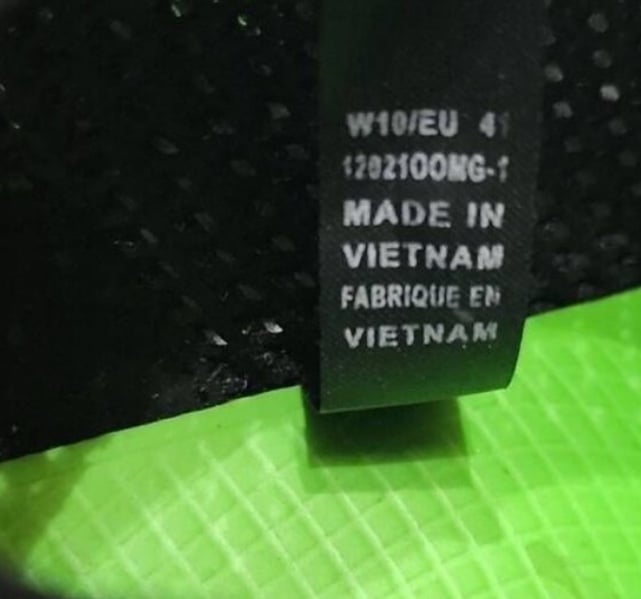 W10/EU 41
1202100MG-1
MADE IN
VIETNAM
FABRIQUE EN
VIETNAM